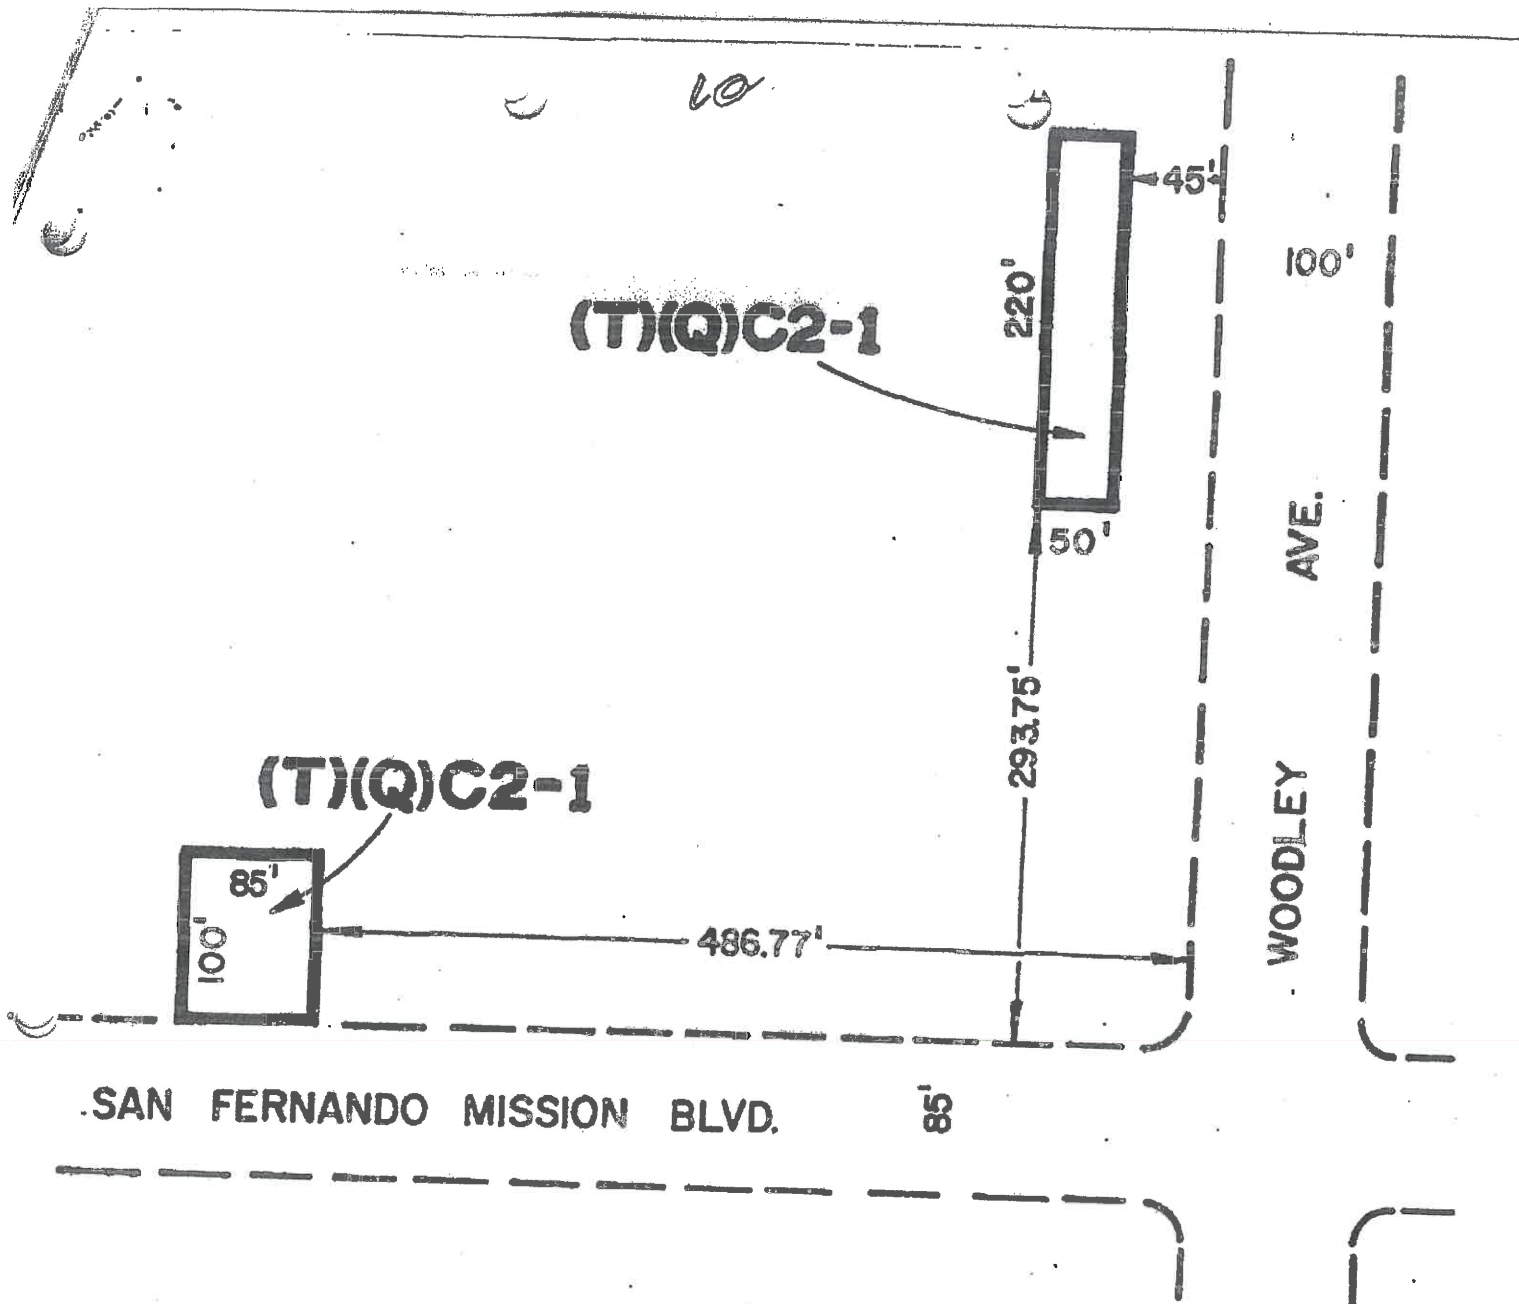 10
45'
100'
220'
(T)(Q)C2-1
50'
AVE.
293.75'
(T)(Q)C2-1
WOODLEY
85'
100'
486.77'
SAN FERNANDO MISSION BLVD.
85'